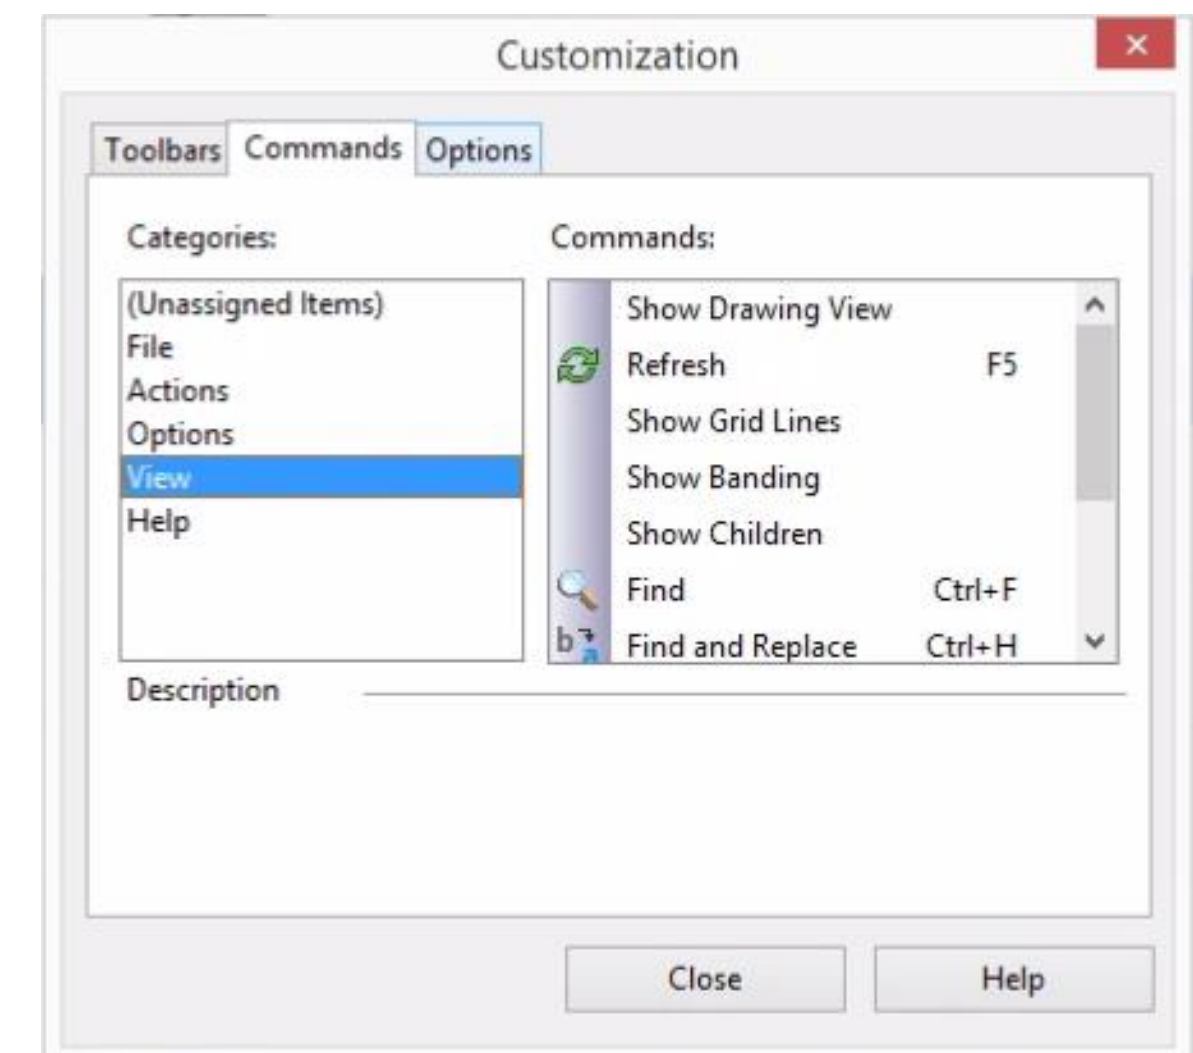 Customization
Toolbars Commands Options
Categories: Commands:
(Unassigned Items)
File
Actions
Options
View
Help
Show Drawing View
Refresh F5
Show Grid Lines
Show Banding
Show Children
Find Ctrl+F
Find and Replace Ctrl+H
Description
Close Help